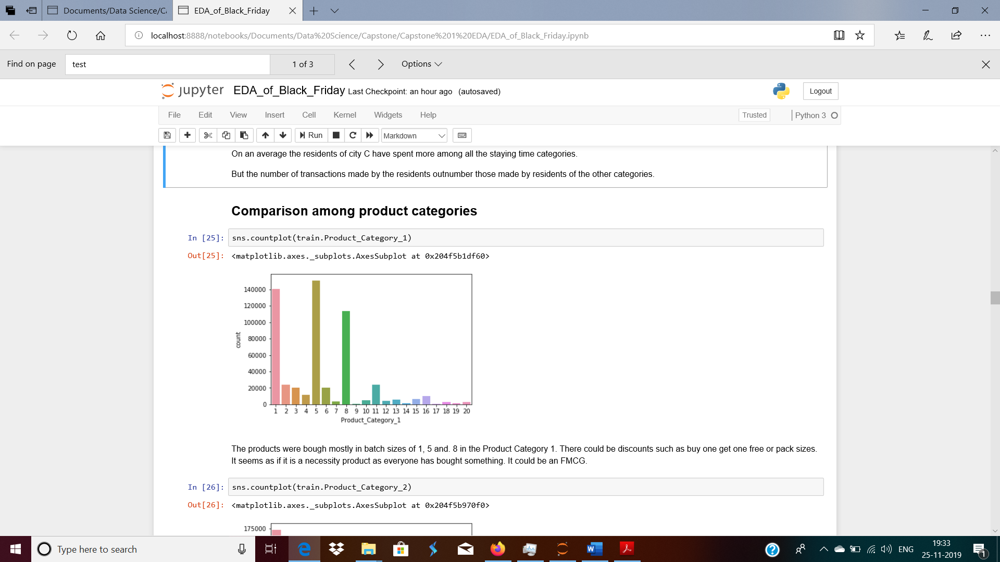 Documents/Data Science/Ca
EDA_of_Black_Friday
localhost:8888/notebooks/Documents/Data%20Science/Capstone/Capstone%201%20EDA/EDA_of_Black_Friday.ipynb
Find on page
test
1 of 3
Options
jupyter EDA_of_Black_Friday Last Checkpoint: an hour ago (autosaved)
Logout
File Edit View Insert Cell Kernel Widgets Help
Trusted
Python 3
Run
Markdown
On an average the residents of city C have spent more among all the staying time categories.
But the number of transactions made by the residents outnumber those made by residents of the other categories.
Comparison among product categories
In [25]: sns.countplot(train.Product_Category_1)
Out[25]: <matplotlib.axes._subplots.AxesSubplot at 0x204f5b1df60>
140000
120000
100000
80000
60000
40000
20000
0
count
1 2 3 4 5 6 7 8 9 10 11 12 13 14 15 16 17 18 19 20
Product_Category_1
The products were bough mostly in batch sizes of 1, 5 and. 8 in the Product Category 1. There could be discounts such as buy one get one free or pack sizes.
It seems as if it is a necessity product as everyone has bought something. It could be an FMCG.
In [26]: sns.countplot(train.Product_Category_2)
Out[26]: <matplotlib.axes._subplots.AxesSubplot at 0x204f5b970f0>
175000
Type here to search
ENG
19:33
25-11-2019
1